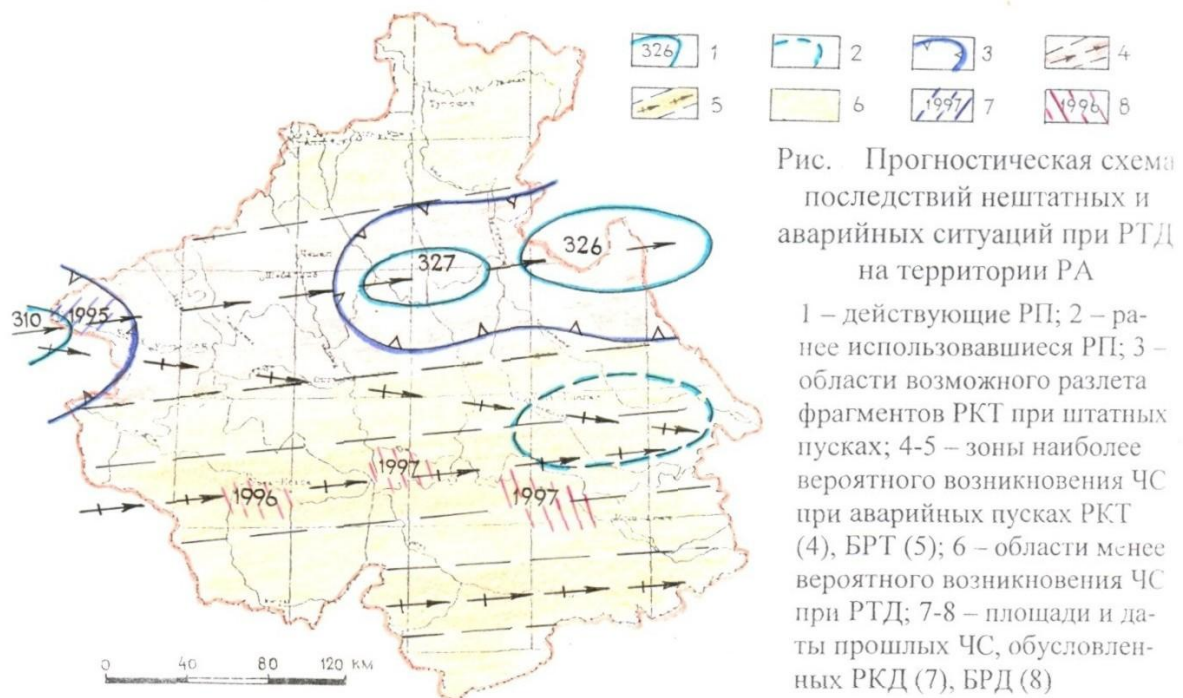 326 1
2
3
4
5
6
1997 7
1996 8
Рис. Прогностическая схема
последствий нештатных и
аварийных ситуаций при РТД
на территории РА
1 – действующие РП; 2 – ра-
нее использовавшиеся РП; 3 –
области возможного разлета
фрагментов РКТ при штатных
пусках; 4-5 – зоны наиболее
вероятного возникновения ЧС
при аварийных пусках РКТ
(4), БРТ (5); 6 – области менее
вероятного возникновения ЧС
при РТД; 7-8 – площади и да-
ты прошлых ЧС, обусловлен-
ных РКД (7), БРД (8)
326
327
310
1995
1997
1996
1997
0 40 80 120 км